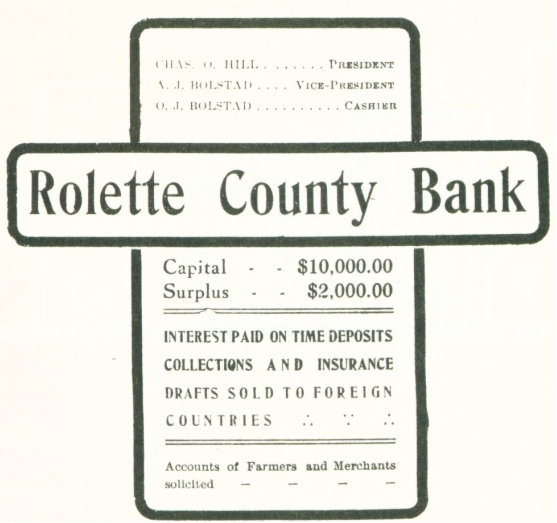 CHAS. O. HILL . . . . . . . PRESIDENT
A. J. BOLSTAD . . . . VICE-PRESIDENT
O. J. BOLSTAD . . . . . . . . . . CASHIER
Rolette County Bank
Capital - - $10,000.00
Surplus - - $2,000.00
INTEREST PAID ON TIME DEPOSITS
COLLECTIONS AND INSURANCE
DRAFTS SOLD TO FOREIGN
COUNTRIES ∴ ∵ ∴
Accounts of Farmers and Merchants
solicited – – – –